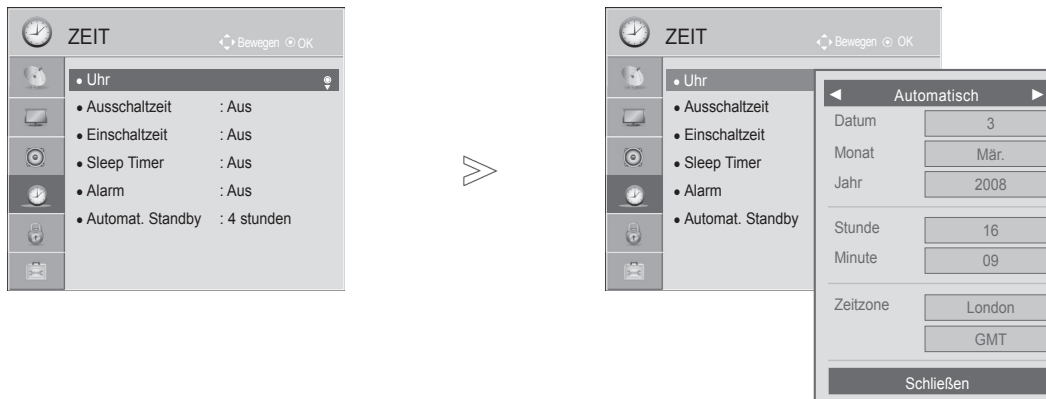 ZEIT
Bewegen OK
• Uhr
• Ausschaltzeit : Aus
• Einschaltzeit : Aus
• Sleep Timer : Aus
• Alarm : Aus
• Automat. Standby : 4 stunden
ZEIT
Bewegen OK
• Uhr
• Ausschaltzeit
• Einschaltzeit
• Sleep Timer
• Alarm
• Automat. Standby
◄ Automatisch ►
Datum 3
Monat Mär.
Jahr 2008
Stunde 16
Minute 09
Zeitzone London
GMT
Schließen